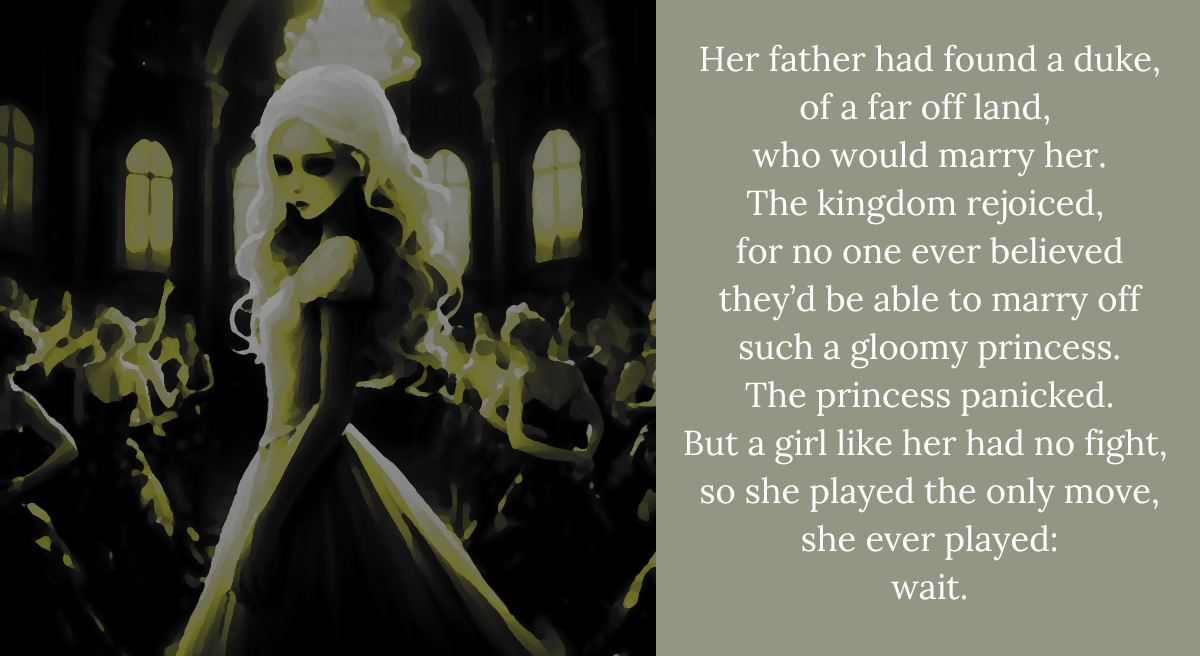 Her father had found a duke,
of a far off land,
who would marry her.
The kingdom rejoiced,
for no one ever believed
they’d be able to marry off
such a gloomy princess.
The princess panicked.
But a girl like her had no fight,
so she played the only move,
she ever played:
wait.